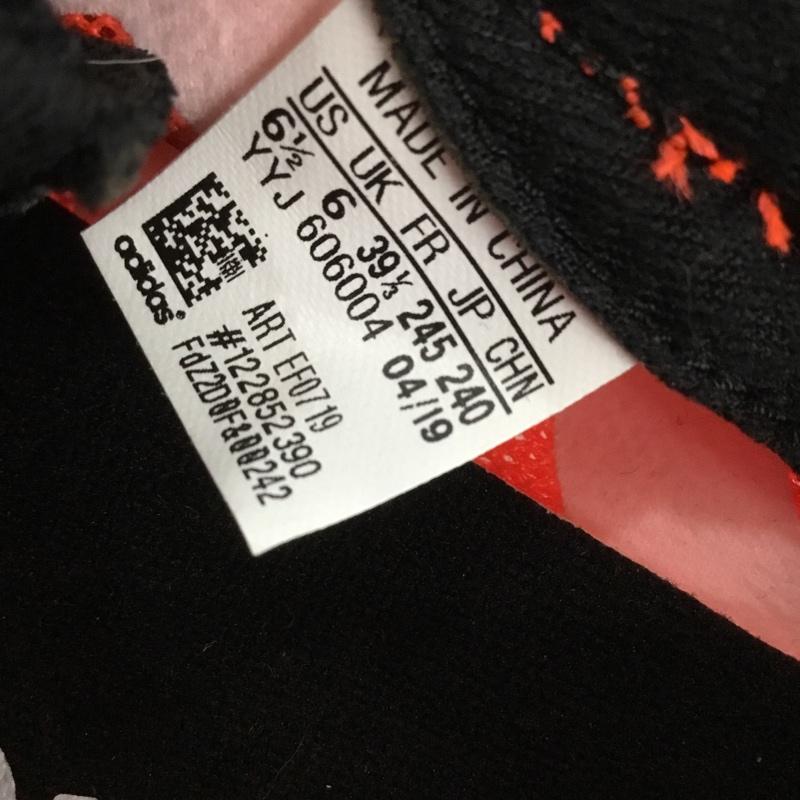 MADE IN CHINA
US UK FR JP CHN
6½ 6 39⅓ 245 240
YYJ 606004 04/19
ART EF0719
#122852390
adidas